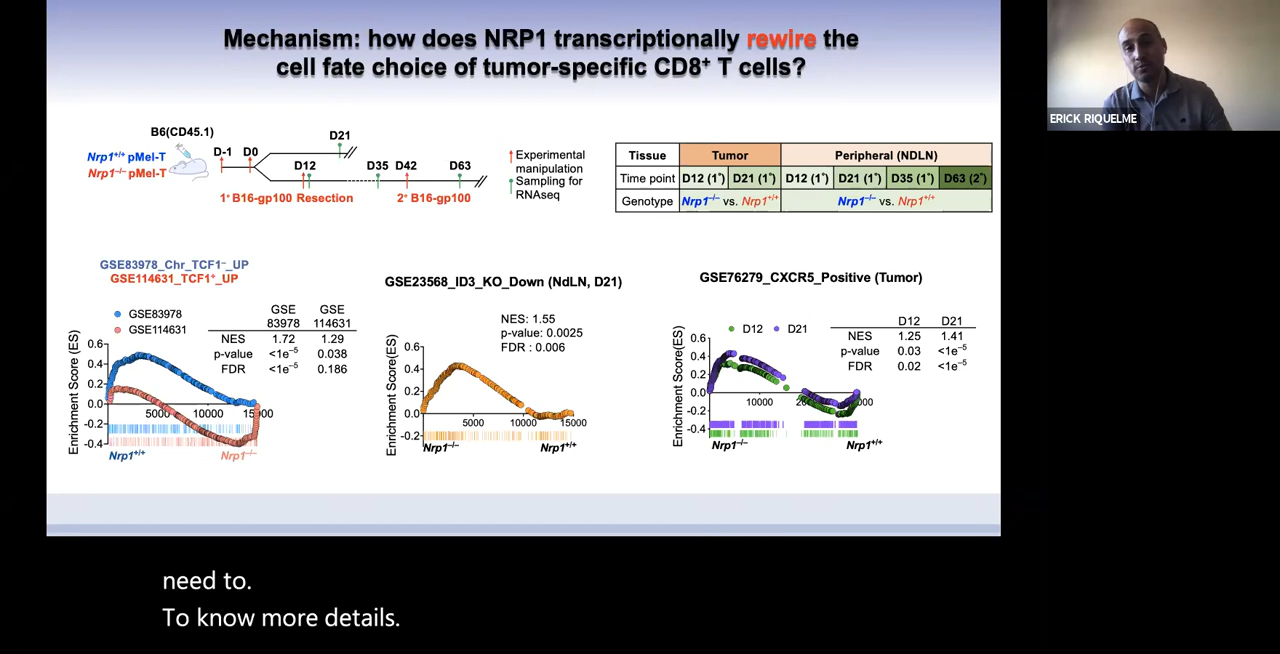 Mechanism: how does NRP1 transcriptionally rewire the
cell fate choice of tumor-specific CD8⁺ T cells?
ERICK RIQUELME
B6(CD45.1)
Nrp1⁺/⁺ pMel-T
Nrp1⁻/⁻ pMel-T
D-1 D0 D21
D12 D35 D42 D63
1° B16-gp100 Resection 2° B16-gp100
Experimental
manipulation
Sampling for
RNAseq
Tissue Tumor Peripheral (NDLN)
Time point D12 (1°) D21 (1°) D12 (1°) D21 (1°) D35 (1°) D63 (2°)
Genotype Nrp1⁻/⁻ vs. Nrp1⁺/⁺ Nrp1⁻/⁻ vs. Nrp1⁺/⁺
GSE83978_Chr_TCF1⁻_UP
GSE114631_TCF1⁺_UP
GSE83978
GSE114631
GSE 83978 GSE 114631
NES 1.72 1.29
p-value <1e⁻⁵ 0.038
FDR <1e⁻⁵ 0.186
Enrichment Score (ES)
0.6
0.4
0.2
0.0
-0.2
-0.4
5000 10000 15000
Nrp1⁺/⁺ Nrp1⁻/⁻
GSE23568_ID3_KO_Down (NdLN, D21)
NES: 1.55
p-value: 0.0025
FDR : 0.006
Enrichment Score(ES)
0.6
0.4
0.2
0.0
-0.2
5000 10000 15000
Nrp1⁻/⁻ Nrp1⁺/⁺
GSE76279_CXCR5_Positive (Tumor)
D12 D21
D12 D21
NES 1.25 1.41
p-value 0.03 <1e⁻⁵
FDR 0.02 <1e⁻⁵
Enrichment Score(ES)
0.6
0.4
0.2
0.0
-0.2
-0.4
10000
Nrp1⁻/⁻ Nrp1⁺/⁺
need to.
To know more details.